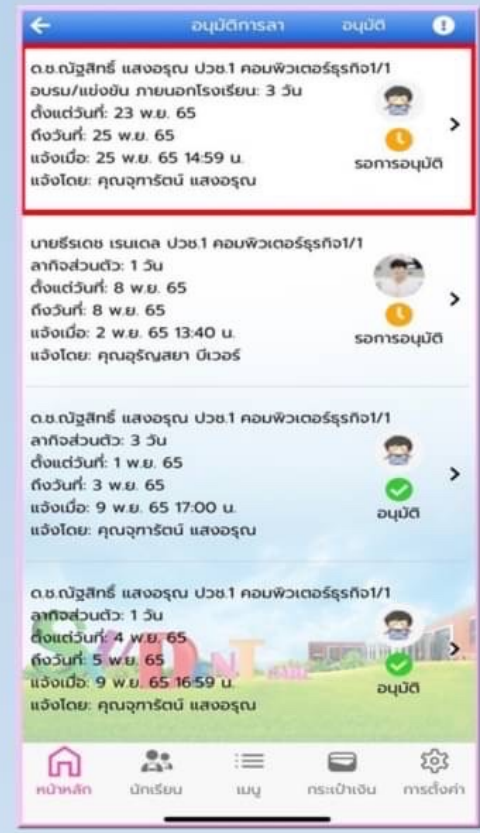 อนุมัติการลา อนุมัติ
ด.ช.ณัฐสิทธิ์ แสงอรุณ ปวช.1 คอมพิวเตอร์ธุรกิจ1/1
อบรม/แข่งขัน ภายนอกโรงเรียน: 3 วัน
ตั้งแต่วันที่: 23 พ.ย. 65
ถึงวันที่: 25 พ.ย. 65
แจ้งเมื่อ: 25 พ.ย. 65 14:59 น.
รอการอนุมัติ
แจ้งโดย: คุณจุฑารัตน์ แสงอรุณ
นายธีรเดช เรนเดล ปวช.1 คอมพิวเตอร์ธุรกิจ1/1
ลากิจส่วนตัว: 1 วัน
ตั้งแต่วันที่: 8 พ.ย. 65
ถึงวันที่: 8 พ.ย. 65
แจ้งเมื่อ: 2 พ.ย. 65 13:40 น.
รอการอนุมัติ
แจ้งโดย: คุณอุรัญสยา บีเวอร์
ด.ช.ณัฐสิทธิ์ แสงอรุณ ปวช.1 คอมพิวเตอร์ธุรกิจ1/1
ลากิจส่วนตัว: 3 วัน
ตั้งแต่วันที่: 1 พ.ย. 65
ถึงวันที่: 3 พ.ย. 65
แจ้งเมื่อ: 9 พ.ย. 65 17:00 น.
อนุมัติ
แจ้งโดย: คุณจุฑารัตน์ แสงอรุณ
ด.ช.ณัฐสิทธิ์ แสงอรุณ ปวช.1 คอมพิวเตอร์ธุรกิจ1/1
ลากิจส่วนตัว: 1 วัน
ตั้งแต่วันที่: 4 พ.ย. 65
ถึงวันที่: 5 พ.ย. 65
แจ้งเมื่อ: 9 พ.ย. 65 16:59 น.
อนุมัติ
แจ้งโดย: คุณจุฑารัตน์ แสงอรุณ
หน้าหลัก นักเรียน เมนู กระเป๋าเงิน การตั้งค่า